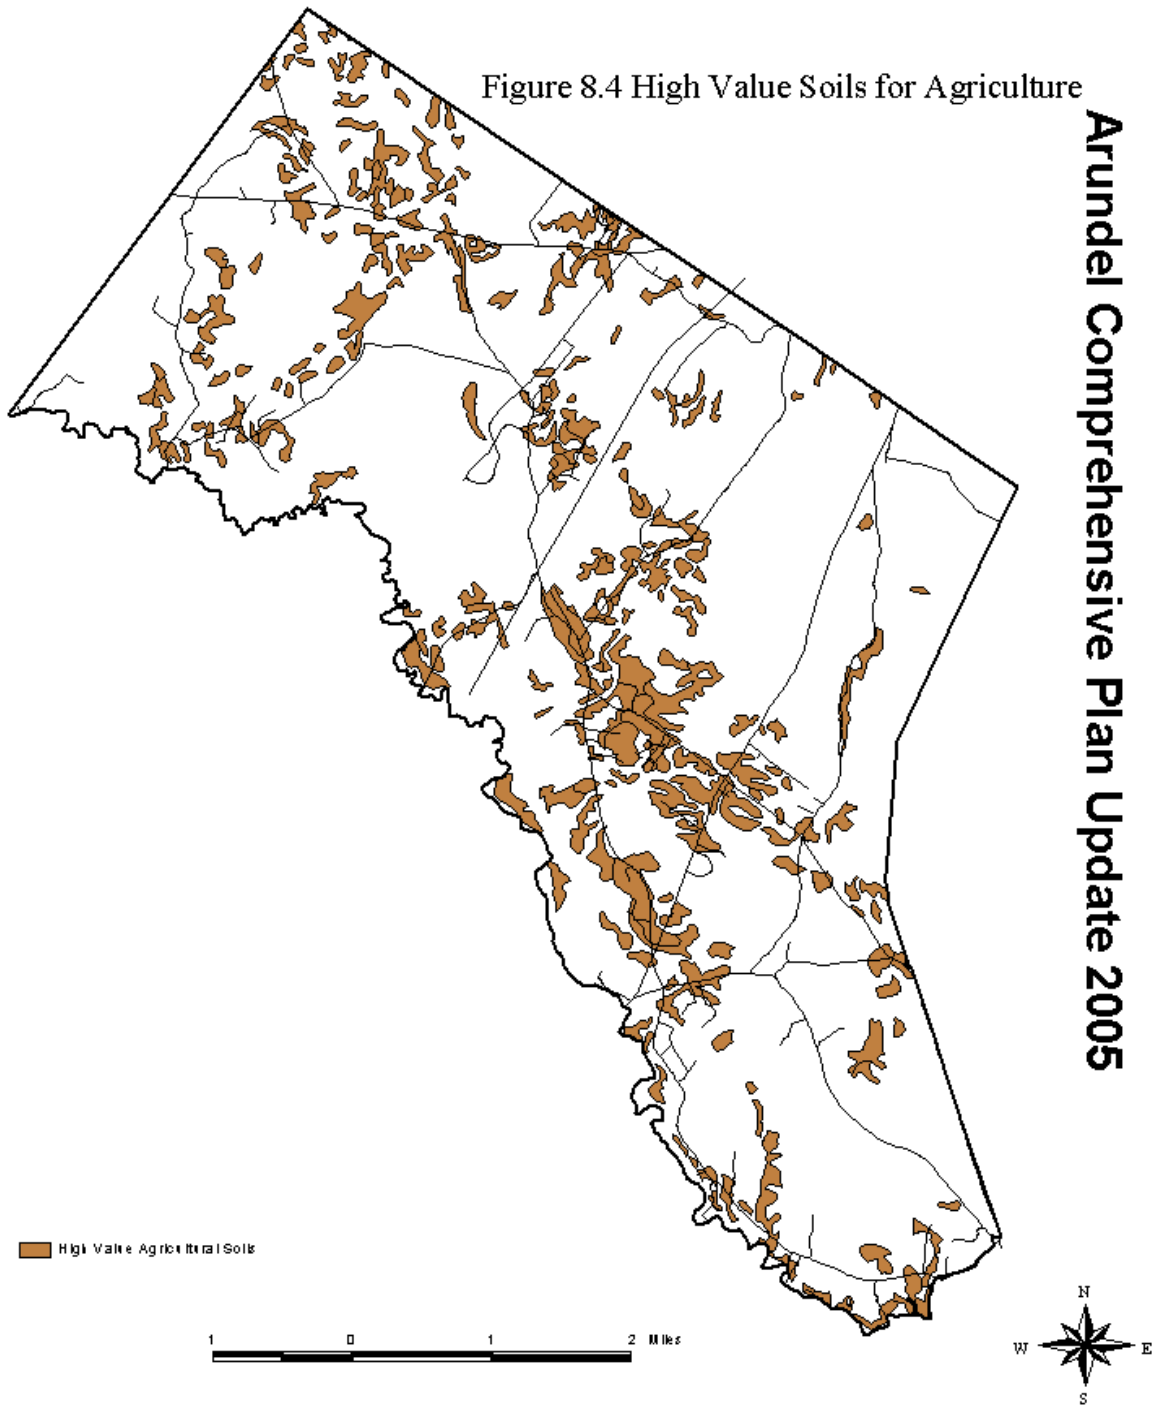 Figure 8.4 High Value Soils for Agriculture
Arundel Comprehensive Plan Update 2005
High Value Agricultural Soils
1 0 1 2 Miles
N
W E
S